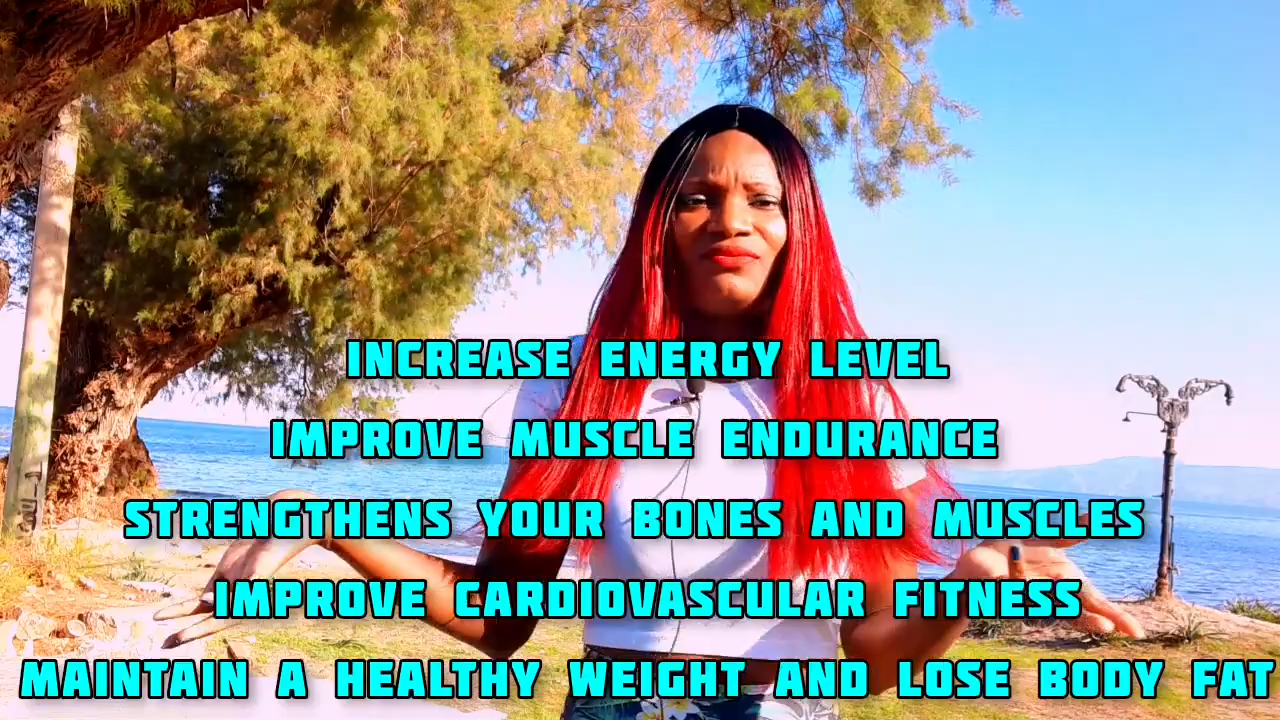 INCREASE ENERGY LEVEL
IMPROVE MUSCLE ENDURANCE
STRENGTHENS YOUR BONES AND MUSCLES
IMPROVE CARDIOVASCULAR FITNESS
MAINTAIN A HEALTHY WEIGHT AND LOSE BODY FAT